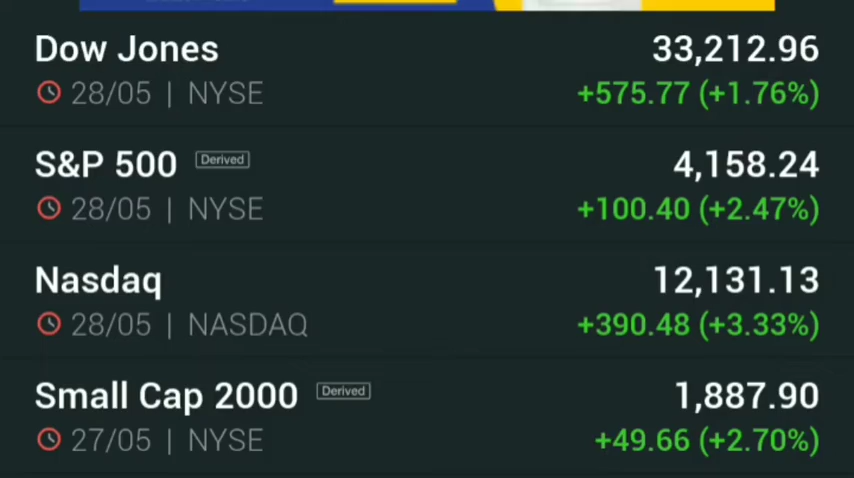 Dow Jones 33,212.96
28/05 | NYSE +575.77 (+1.76%)
S&P 500 Derived 4,158.24
28/05 | NYSE +100.40 (+2.47%)
Nasdaq 12,131.13
28/05 | NASDAQ +390.48 (+3.33%)
Small Cap 2000 Derived 1,887.90
27/05 | NYSE +49.66 (+2.70%)